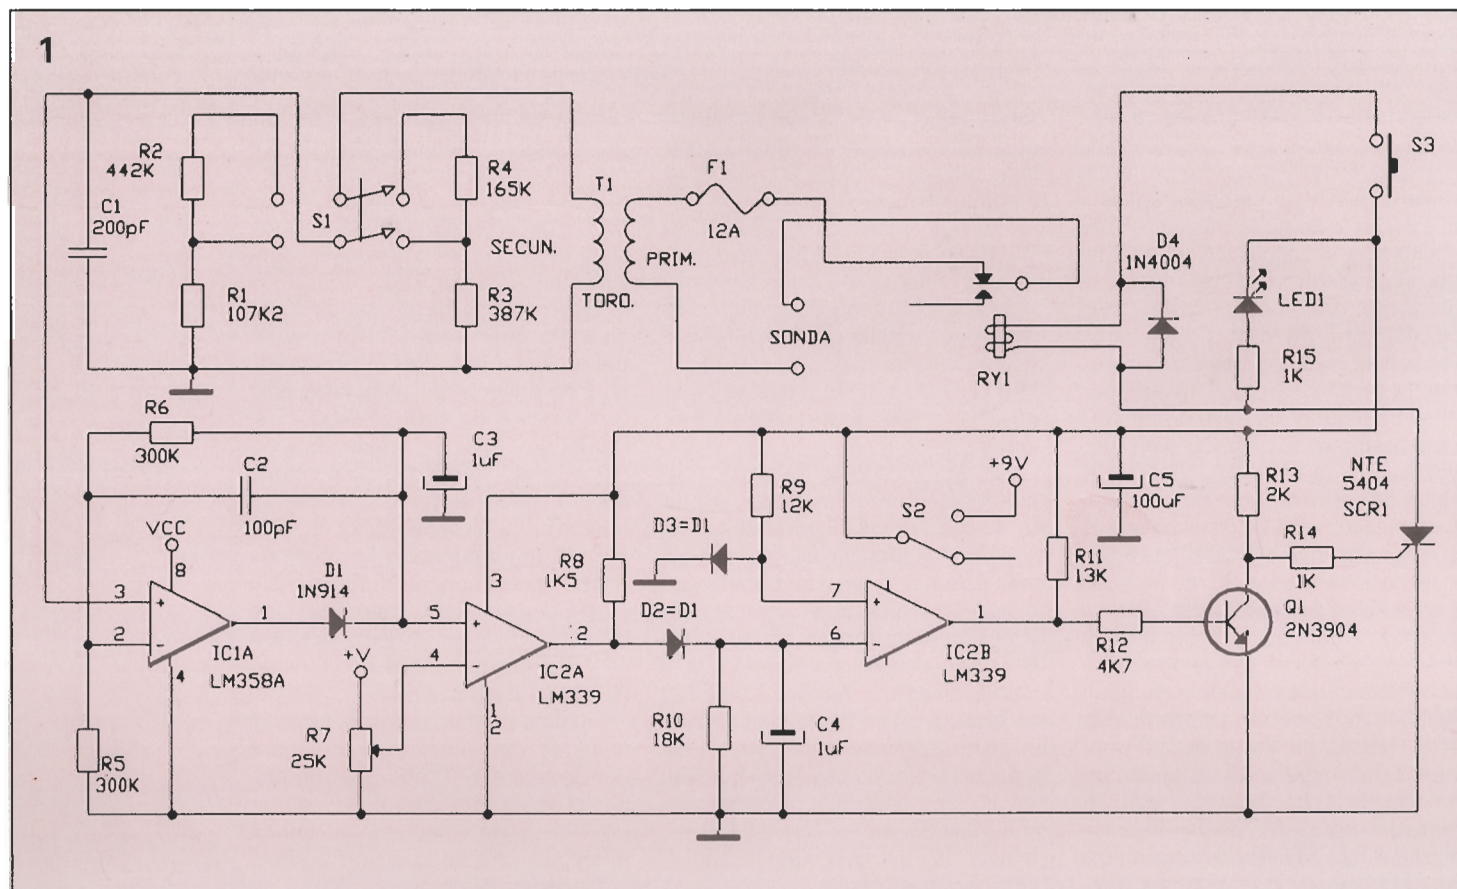 1
R2
442K
C1
200pF
R1
107K2
S1
R4
165K
SECUN.
R3
387K
T1
TORO.
PRIM.
F1
12A
SONDA
RY1
D4
1N4004
S3
LED1
R15
1K
R6
300K
C2
100pF
C3
1uF
VCC
8
3
+
2
-
1
4
IC1A
LM358A
D1
1N914
+V
R7
25K
R5
300K
3
5
+
4
-
2
1
2
IC2A
LM339
R8
1K5
D2=D1
D3=D1
R9
12K
R10
18K
C4
1uF
S2
+9V
7
+
6
-
1
IC2B
LM339
R11
13K
R12
4K7
C5
100uF
R13
2K
R14
1K
NTE
5404
SCR1
Q1
2N3904